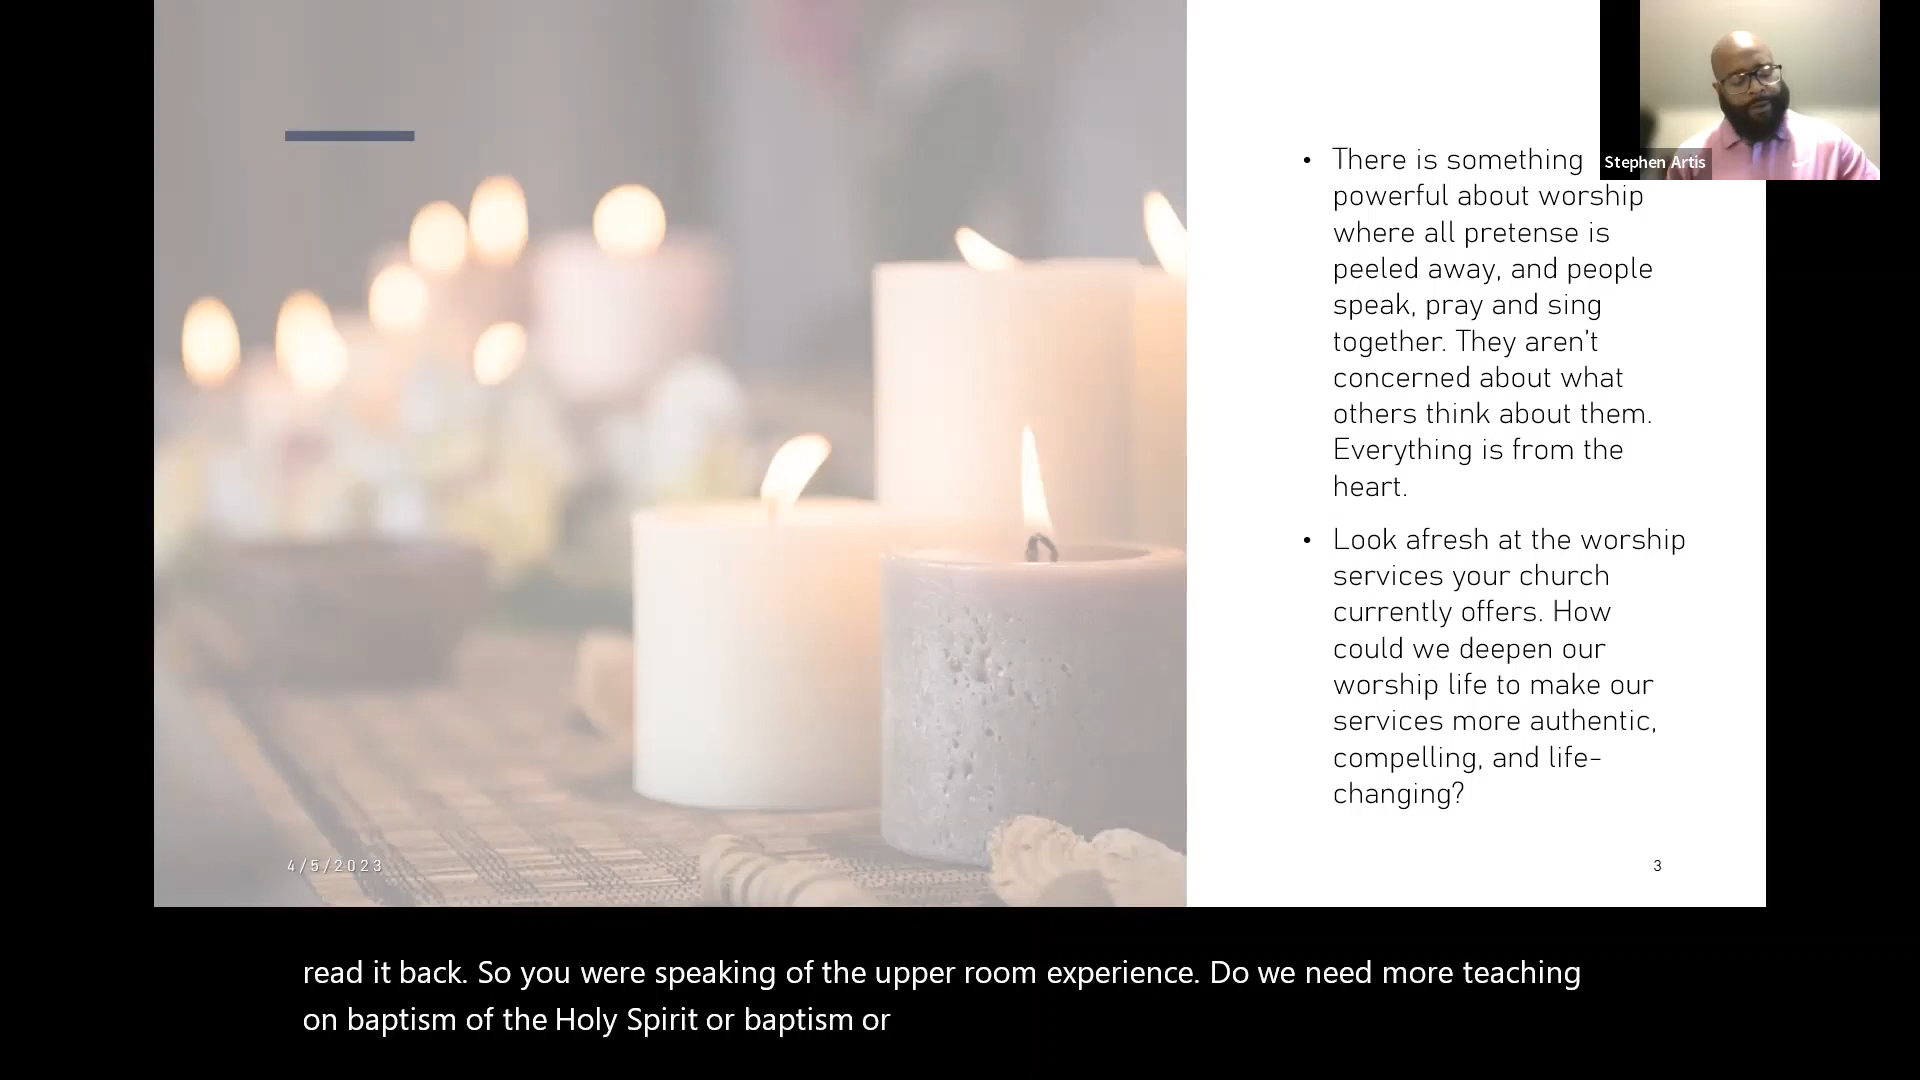 • There is something
powerful about worship
where all pretense is
peeled away, and people
speak, pray and sing
together. They aren’t
concerned about what
others think about them.
Everything is from the
heart.
• Look afresh at the worship
services your church
currently offers. How
could we deepen our
worship life to make our
services more authentic,
compelling, and life-
changing?
4/5/2023
3
Stephen Artis
read it back. So you were speaking of the upper room experience. Do we need more teaching
on baptism of the Holy Spirit or baptism or